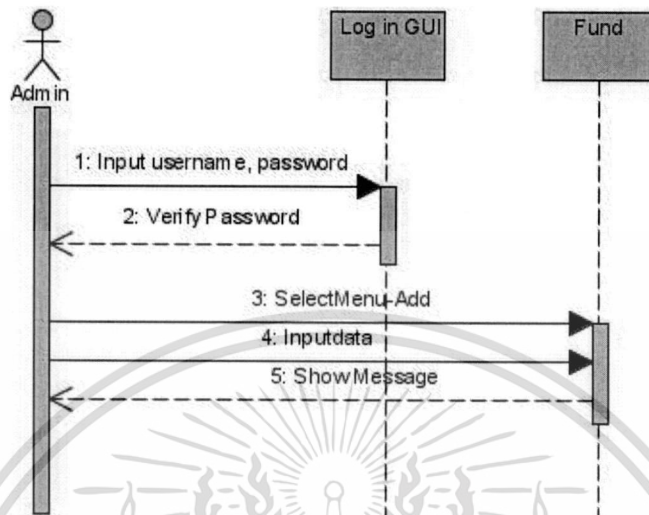 Log in GUI
Fund
Admin
1: Input username, password
2: Verify Password
3: SelectMenu-Add
4: Inputdata
5: ShowMessage